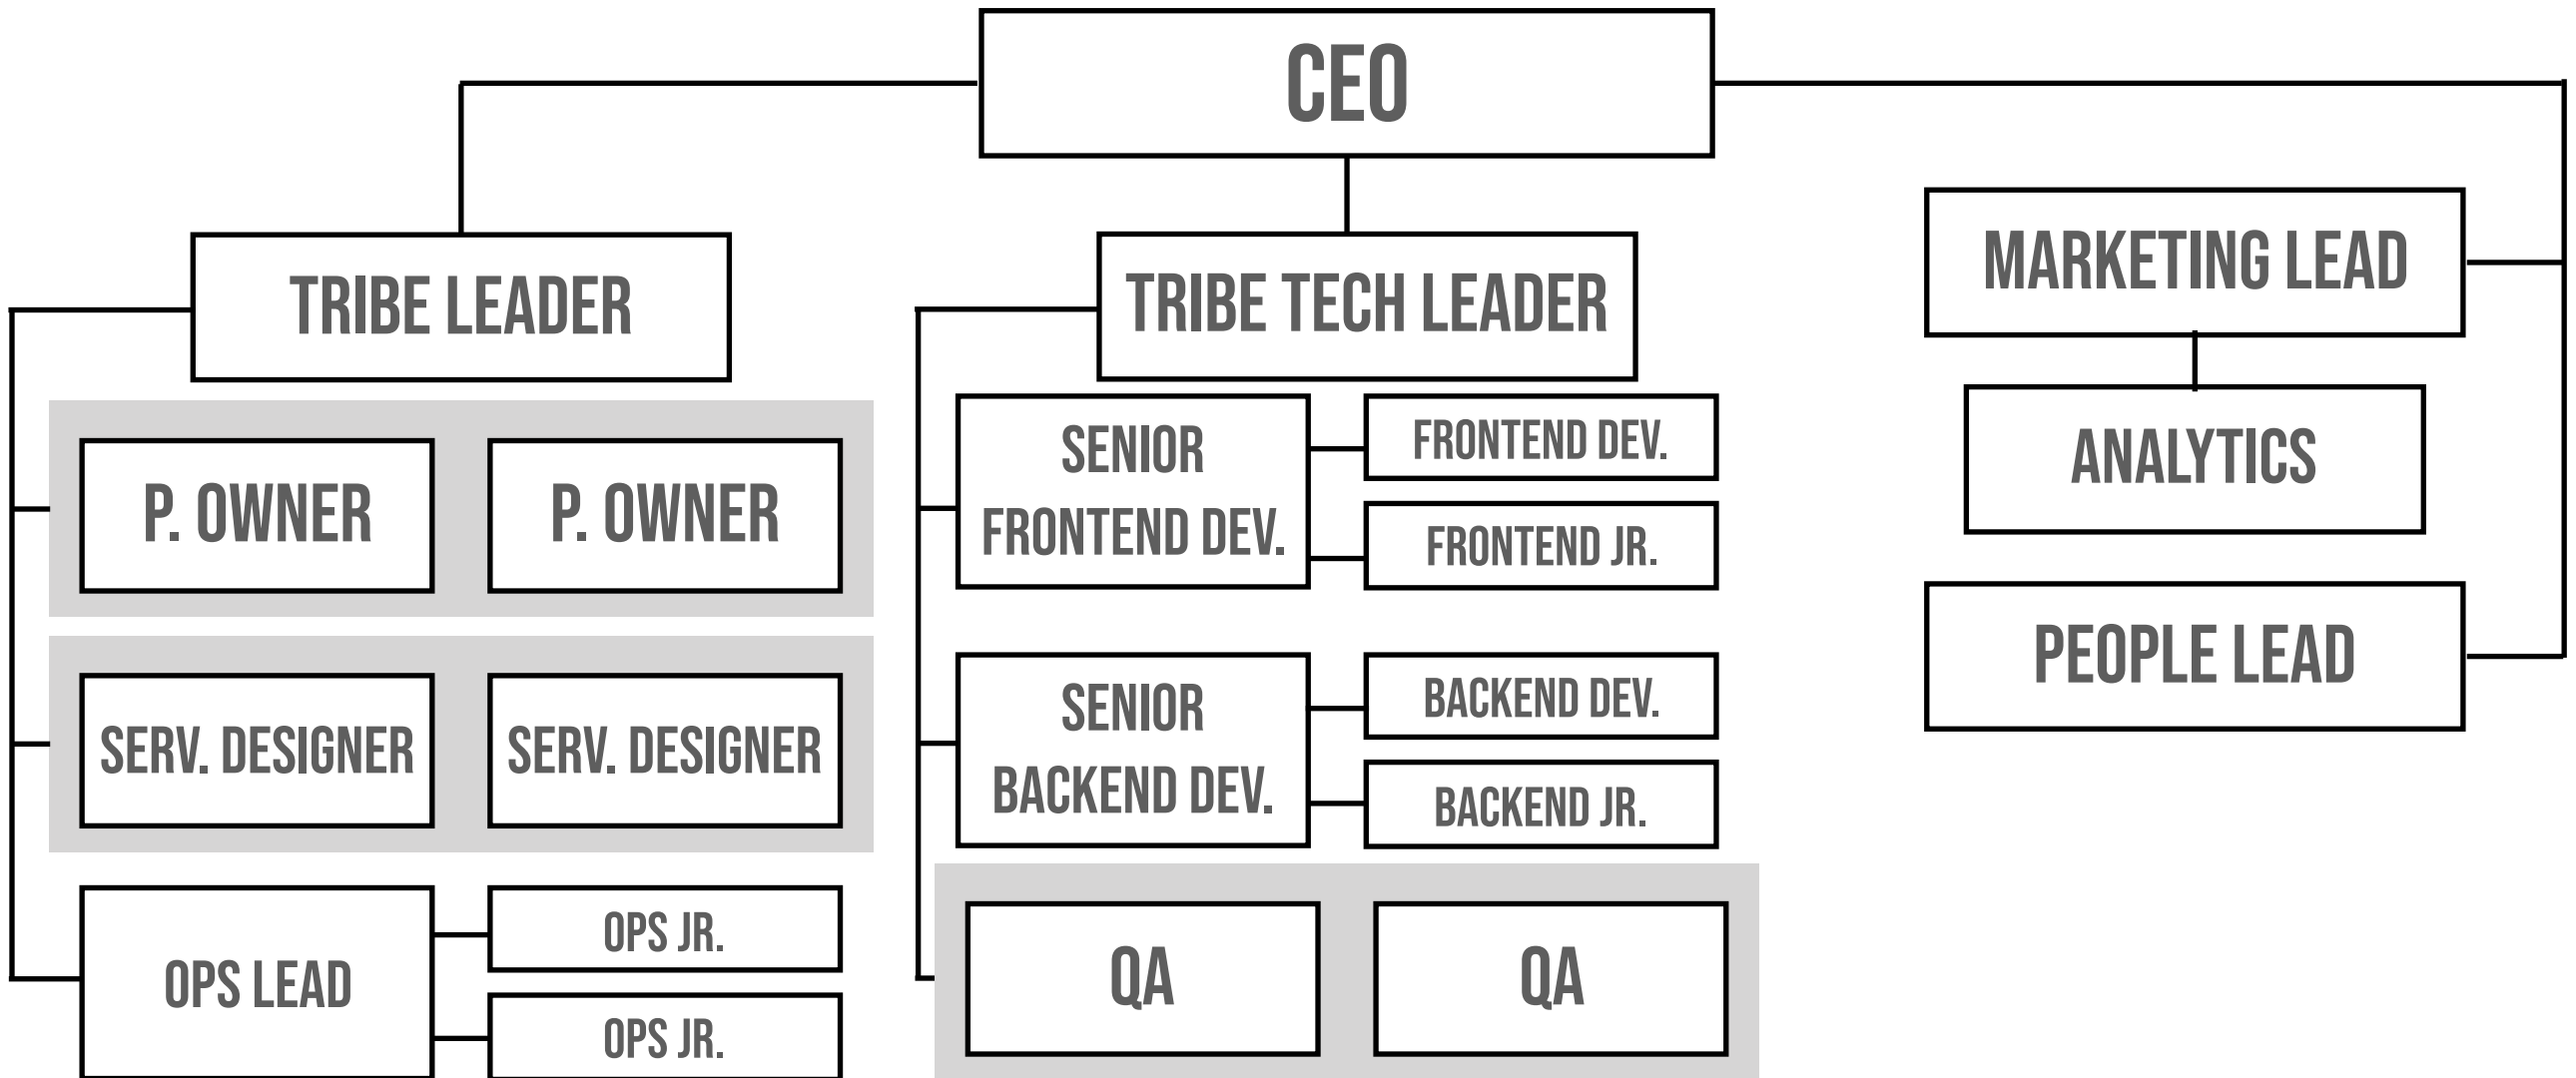 CEO
TRIBE LEADER
P. OWNER
P. OWNER
SERV. DESIGNER
SERV. DESIGNER
OPS LEAD
OPS JR.
OPS JR.
TRIBE TECH LEADER
SENIOR
FRONTEND DEV.
FRONTEND DEV.
FRONTEND JR.
SENIOR
BACKEND DEV.
BACKEND DEV.
BACKEND JR.
QA
QA
MARKETING LEAD
ANALYTICS
PEOPLE LEAD